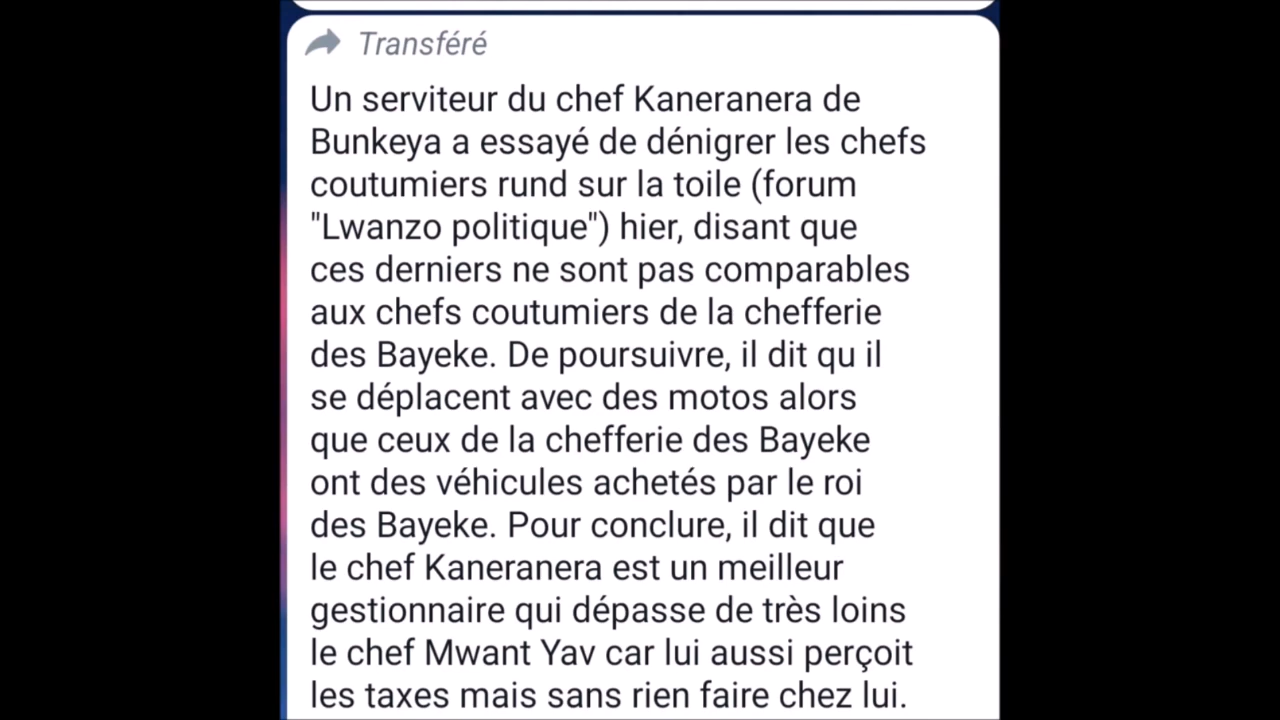 Transféré
Un serviteur du chef Kaneranera de
Bunkeya a essayé de dénigrer les chefs
coutumiers rund sur la toile (forum
"Lwanzo politique") hier, disant que
ces derniers ne sont pas comparables
aux chefs coutumiers de la chefferie
des Bayeke. De poursuivre, il dit qu il
se déplacent avec des motos alors
que ceux de la chefferie des Bayeke
ont des véhicules achetés par le roi
des Bayeke. Pour conclure, il dit que
le chef Kaneranera est un meilleur
gestionnaire qui dépasse de très loins
le chef Mwant Yav car lui aussi perçoit
les taxes mais sans rien faire chez lui.